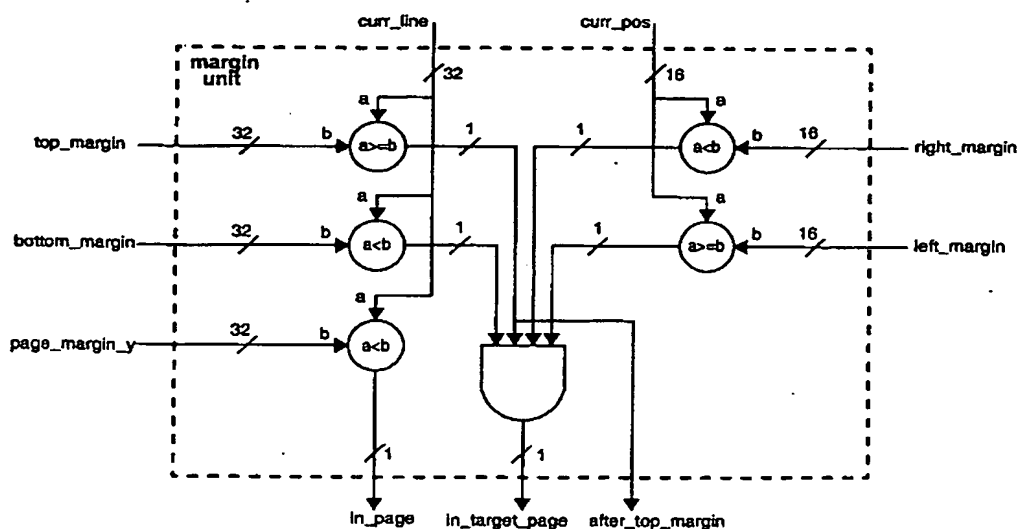 curr_line curr_pos
margin
unit
32 16
a a
top_margin 32 b a>=b 1 1 a<b b 16 right_margin
a a
bottom_margin 32 b a<b 1 1 a>=b b 16 left_margin
a
page_margin_y 32 b a<b
1 1
in_page in_target_page after_top_margin